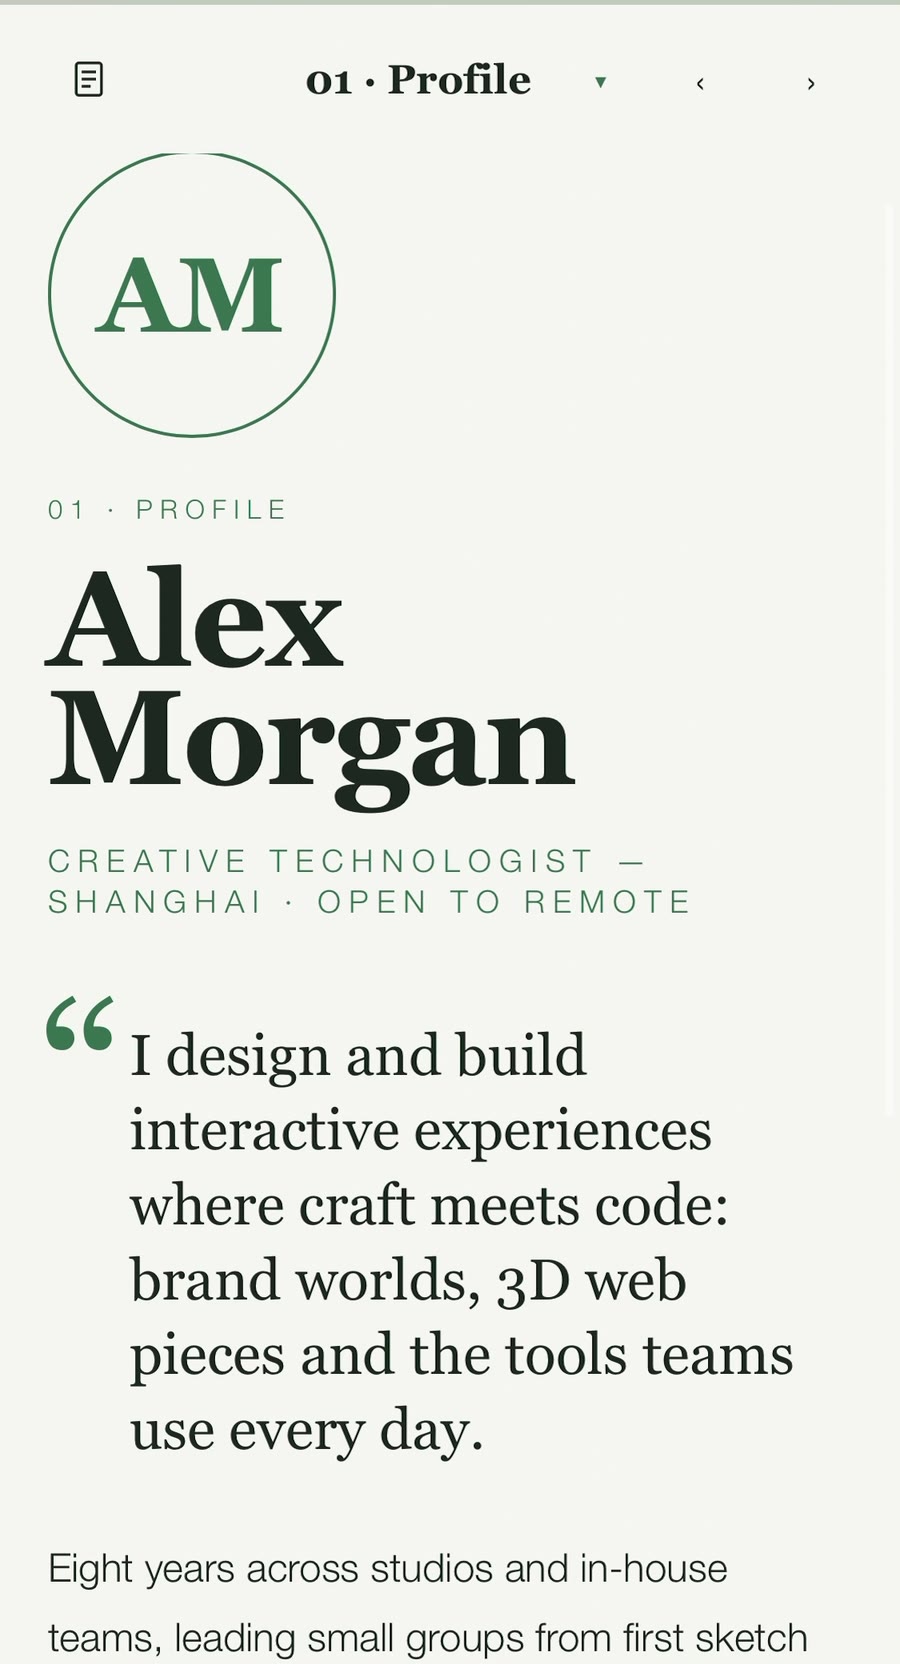 01 · Profile ▾ ‹ ›
AM
01 · PROFILE
Alex
Morgan
CREATIVE TECHNOLOGIST —
SHANGHAI · OPEN TO REMOTE
“ I design and build
interactive experiences
where craft meets code:
brand worlds, 3D web
pieces and the tools teams
use every day.
Eight years across studios and in-house
teams, leading small groups from first sketch